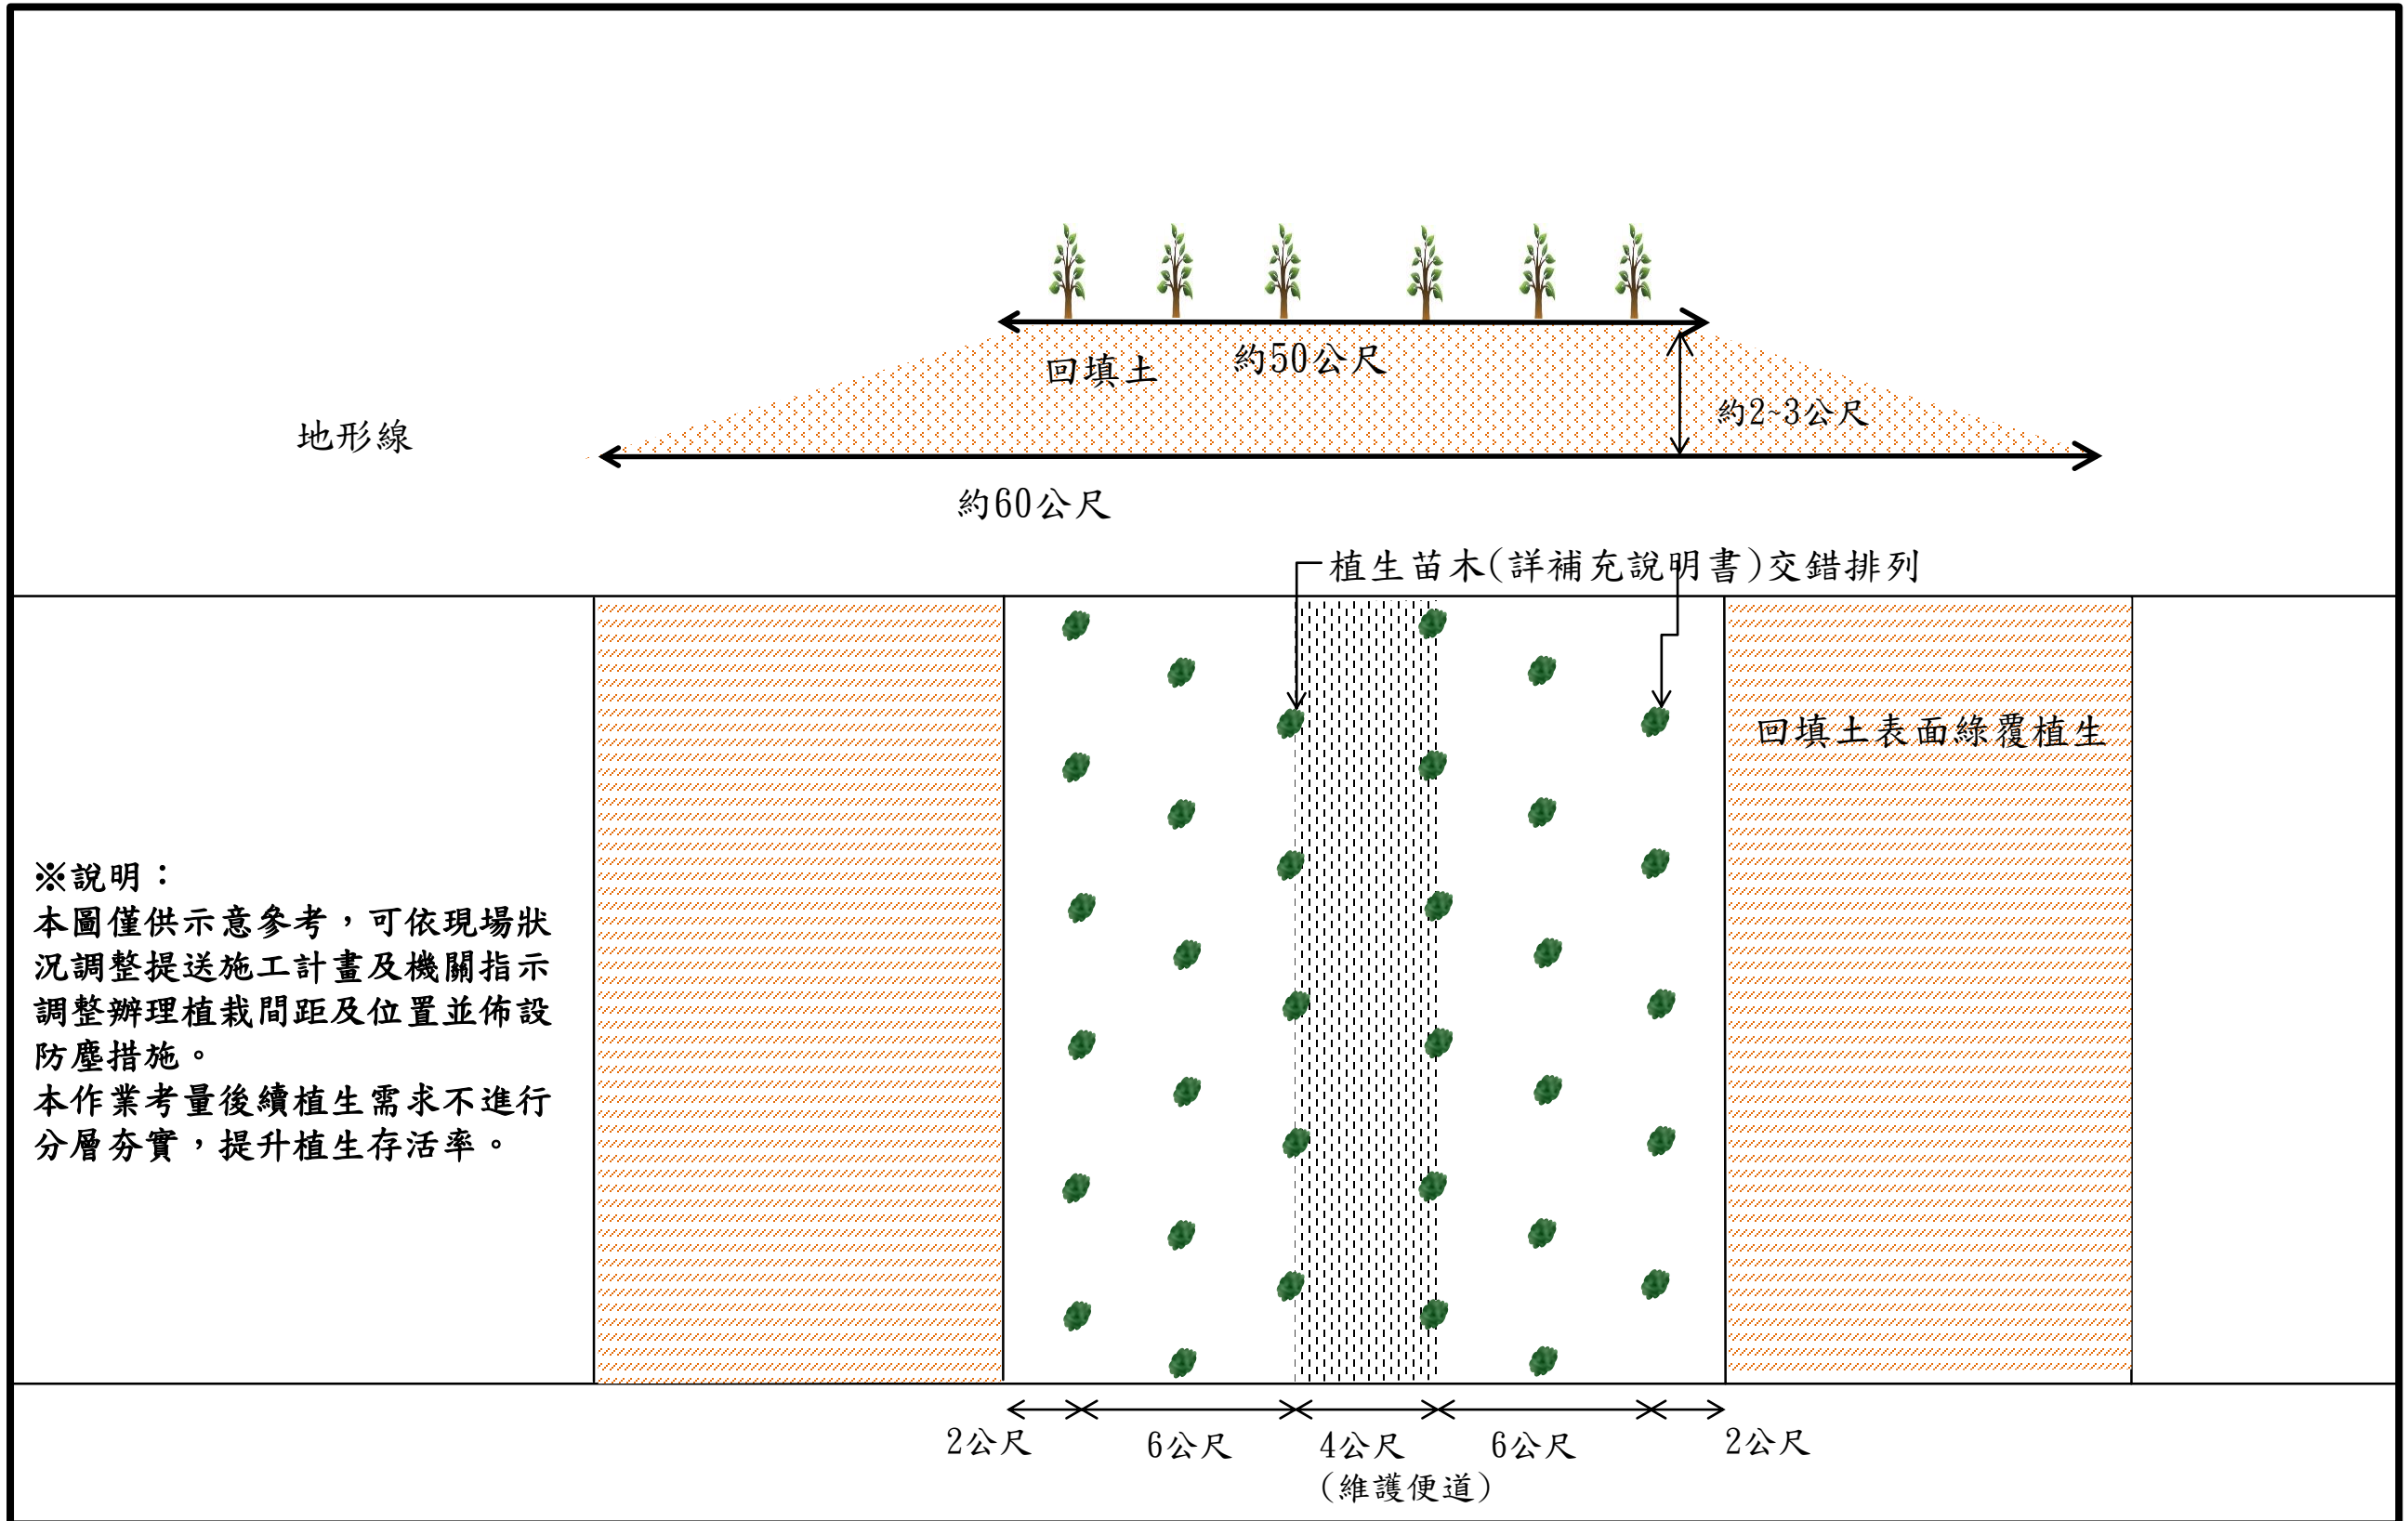 回填土
約50公尺
約2~3公尺
地形線
約60公尺
植生苗木(詳補充說明書)交錯排列
回填土表面綠覆植生
※說明：
本圖僅供示意參考，可依現場狀
況調整提送施工計畫及機關指示
調整辦理植栽間距及位置並佈設
防塵措施。
本作業考量後續植生需求不進行
分層夯實，提升植生存活率。
2公尺
6公尺
4公尺
(維護便道)
6公尺
2公尺